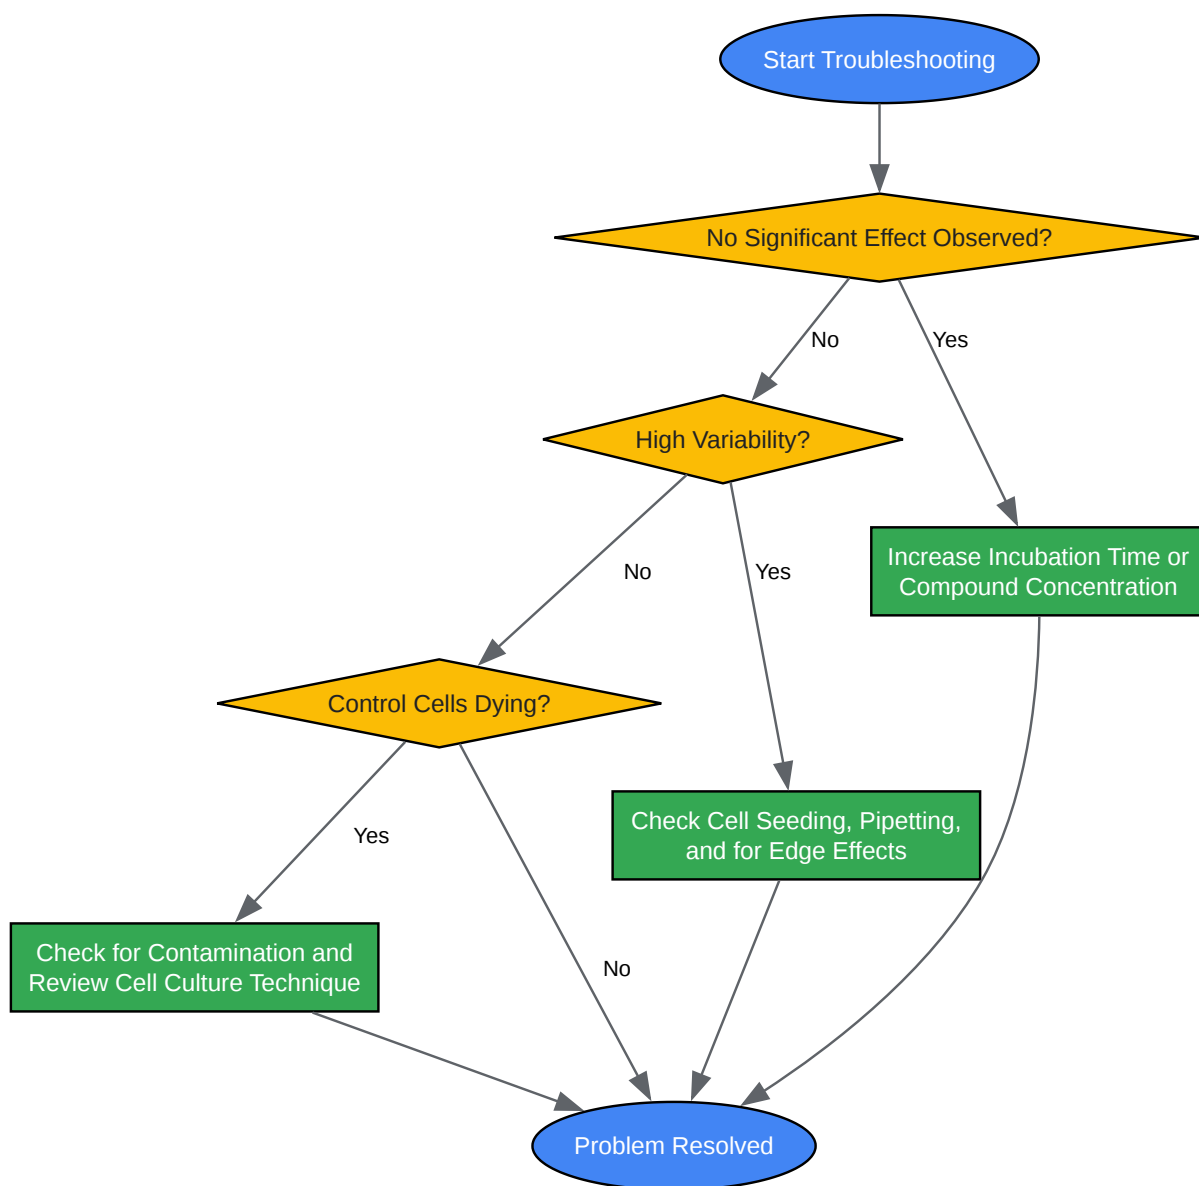 Start Troubleshooting
No Significant Effect Observed?
No
Yes
High Variability?
Increase Incubation Time or
Compound Concentration
No
Yes
Control Cells Dying?
Check Cell Seeding, Pipetting,
and for Edge Effects
Yes
Check for Contamination and
Review Cell Culture Technique
No
Problem Resolved